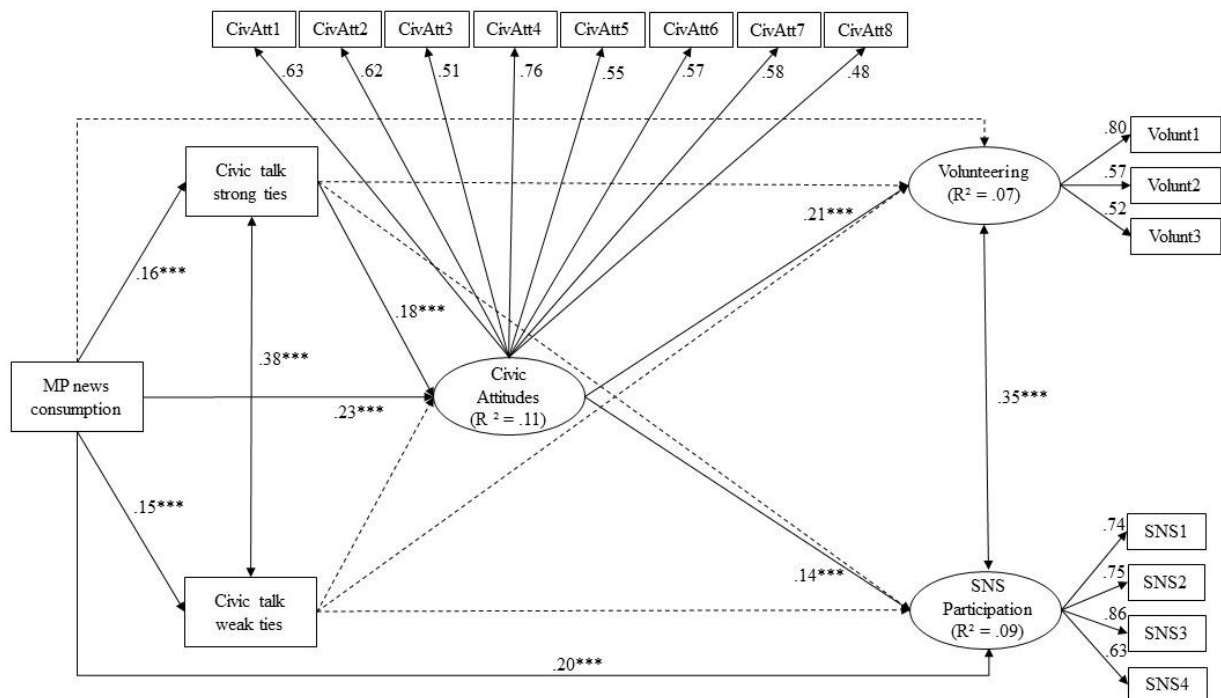 CivAtt1
CivAtt2
CivAtt3
CivAtt4
CivAtt5
CivAtt6
CivAtt7
CivAtt8
.63
.62
.51
.76
.55
.57
.58
.48
Civic talk
strong ties
Volunteering
(R² = .07)
.80
.57
.52
Volunt1
Volunt2
Volunt3
.21***
.16***
.18***
.38***
MP news
consumption
.23***
Civic
Attitudes
(R ² = .11)
.35***
.15***
.14***
Civic talk
weak ties
SNS
Participation
(R² = .09)
.74
.75
.86
.63
SNS1
SNS2
SNS3
SNS4
.20***